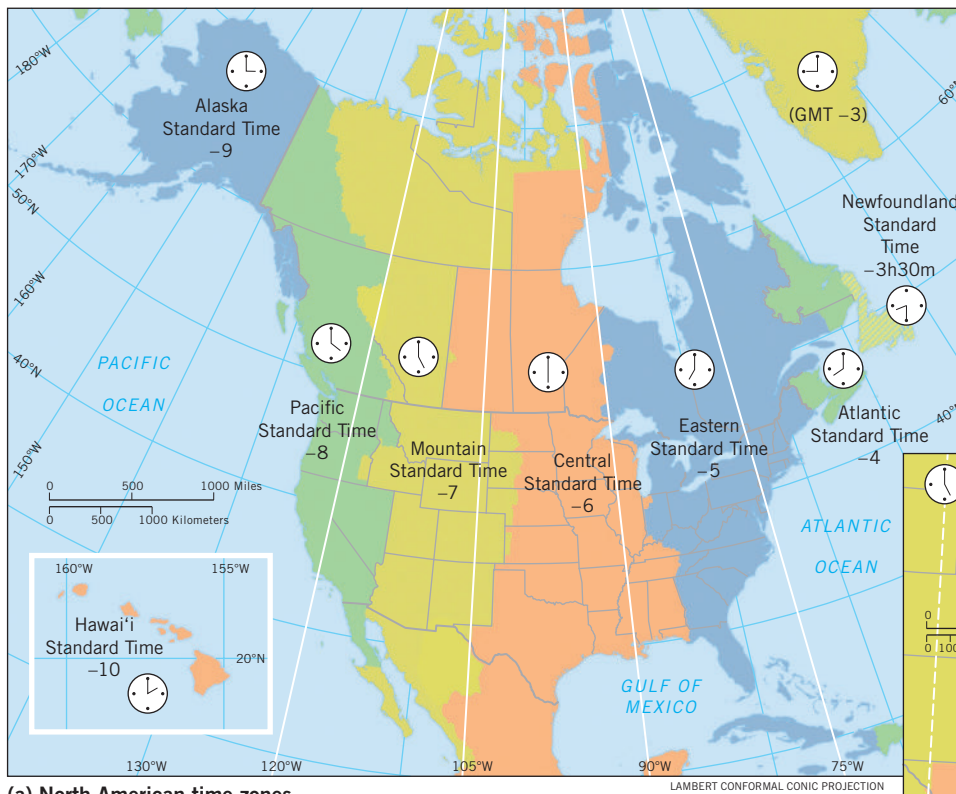 180°W
170°W
50°N
160°W
40°N
150°W
Alaska
Standard Time
–9
(GMT –3)
60°
Newfoundland
Standard
Time
–3h30m
PACIFIC
OCEAN
Pacific
Standard Time
–8
Mountain
Standard Time
–7
Central
Standard Time
–6
Eastern
Standard Time
–5
Atlantic
Standard Time
–4
40°
0 500 1000 Miles
0 500 1000 Kilometers
ATLANTIC
OCEAN
160°W 155°W
Hawai‘i
Standard Time
–10
20°N
GULF OF
MEXICO
0
0 100
130°W 120°W 105°W 90°W 75°W
(a) North American time zones
LAMBERT CONFORMAL CONIC PROJECTION